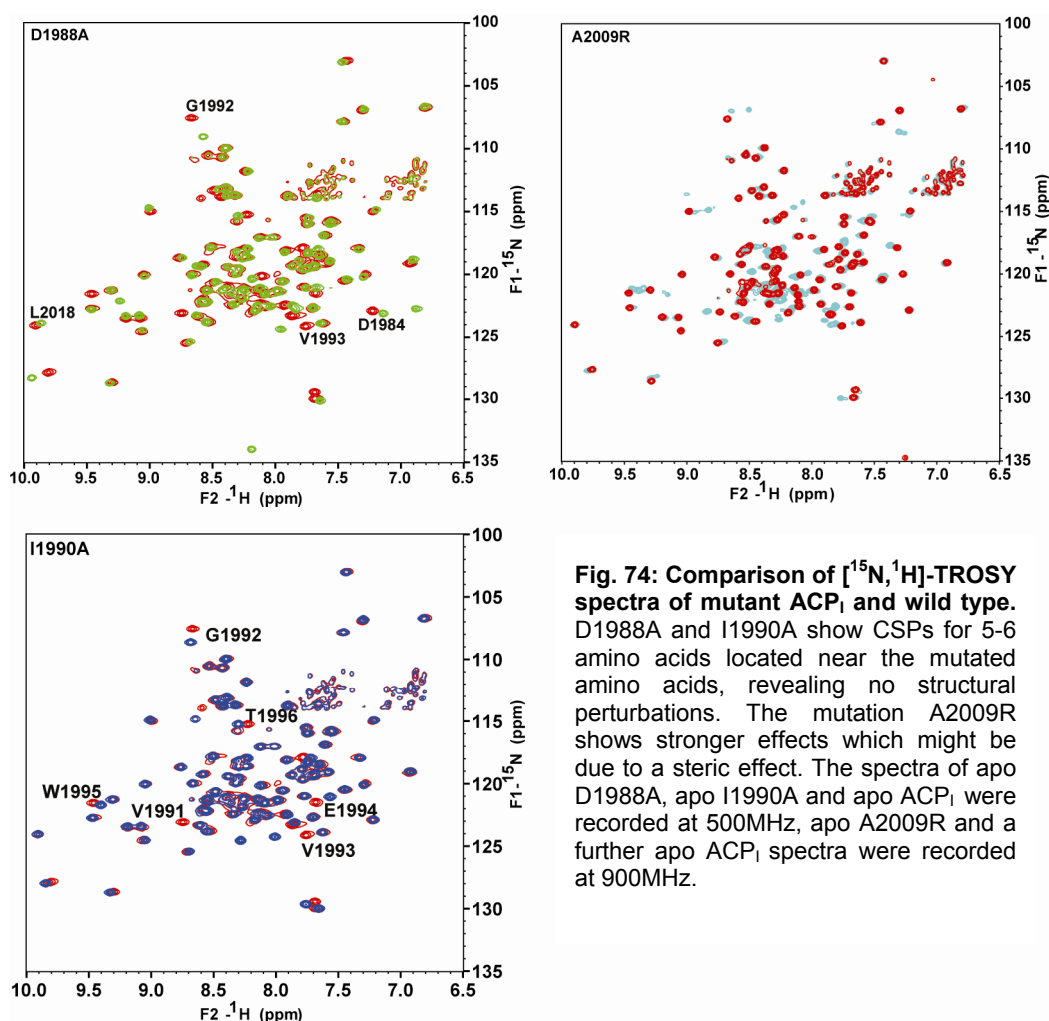 D1988A
G1992
L2018
V1993
D1984
100
105
110
115
120
125
130
135
F1 - 15N (ppm)
10.0 9.5 9.0 8.5 8.0 7.5 7.0 6.5
F2 - 1H (ppm)
A2009R
100
105
110
115
120
125
130
135
F1 - 15N (ppm)
10.0 9.5 9.0 8.5 8.0 7.5 7.0 6.5
F2 - 1H (ppm)
I1990A
G1992
T1996
W1995
V1991
E1994
V1993
100
105
110
115
120
125
130
135
F1 - 15N (ppm)
10.0 9.5 9.0 8.5 8.0 7.5 7.0 6.5
F2 - 1H (ppm)
Fig. 74: Comparison of [15N,1H]-TROSY
spectra of mutant ACPI and wild type.
D1988A and I1990A show CSPs for 5-6
amino acids located near the mutated
amino acids, revealing no structural
perturbations. The mutation A2009R
shows stronger effects which might be
due to a steric effect. The spectra of apo
D1988A, apo I1990A and apo ACPI were
recorded at 500MHz, apo A2009R and a
further apo ACPI spectra were recorded
at 900MHz.